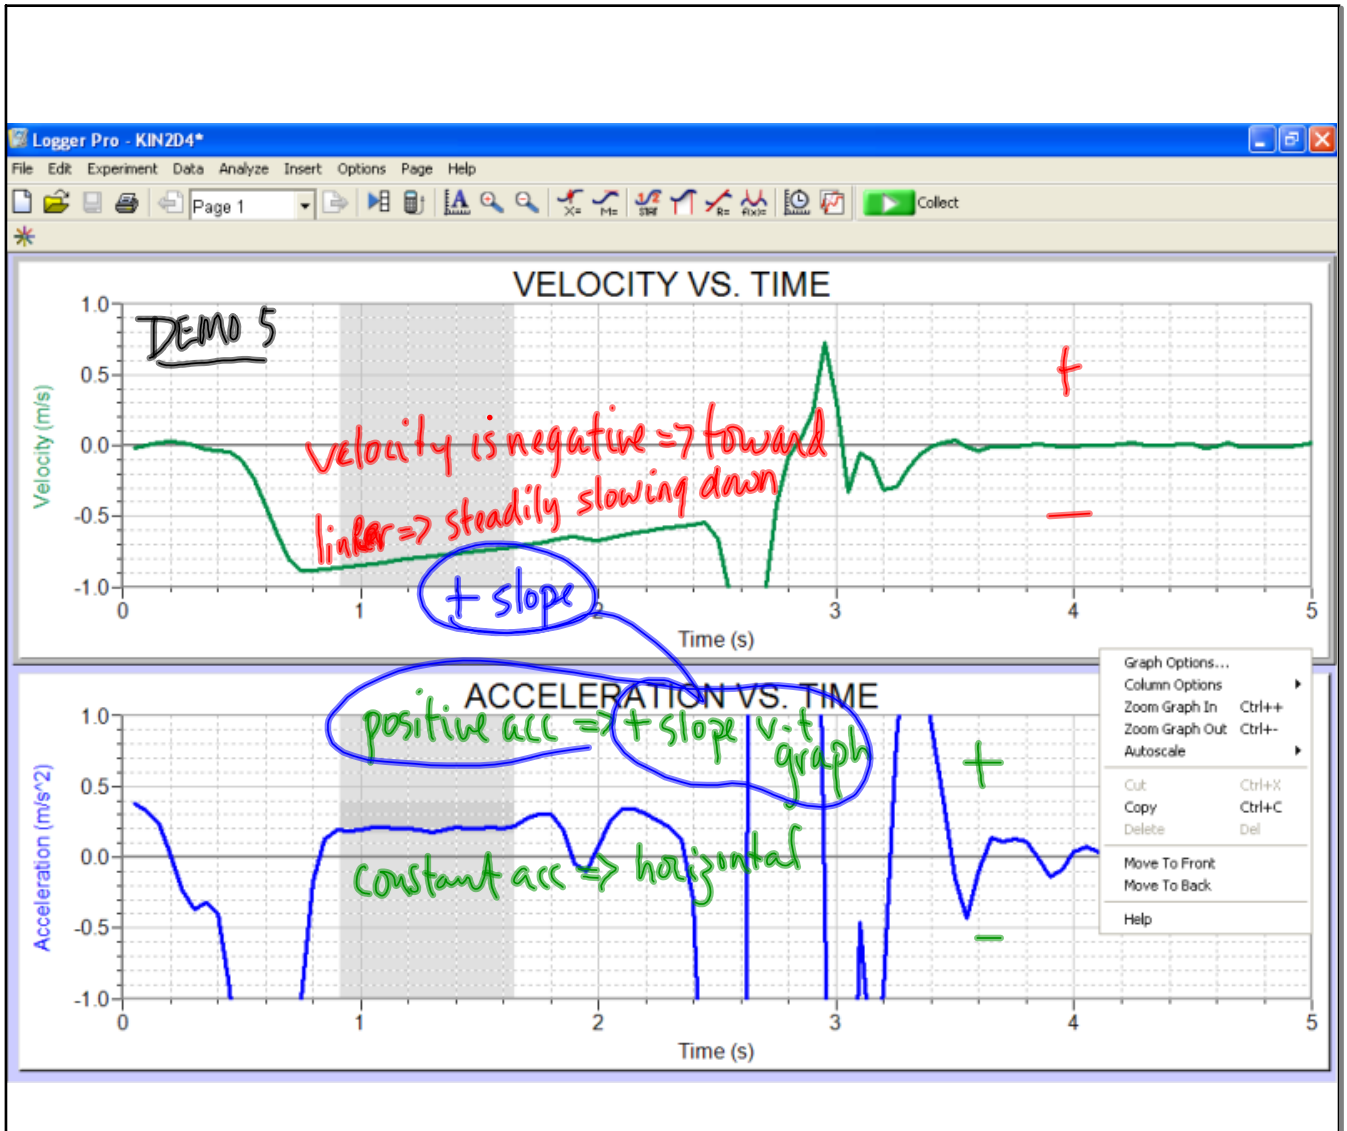 Logger Pro - KIN2D4*
File Edit Experiment Data Analyze Insert Options Page Help
Page 1
X= M= 1/2 STAT R= f(x)= Collect
VELOCITY VS. TIME
DEMO 5
1.0
0.5
0.0
-0.5
-1.0
Velocity (m/s)
+
velocity is negative => toward
linear => steadily slowing down
—
+ slope
0 1 2 3 4 5
Time (s)
ACCELERATION VS. TIME
positive acc => + slope v-t
graph
1.0
0.5
0.0
-0.5
-1.0
Acceleration (m/s^2)
+
constant acc => horizontal
—
0 1 2 3 4 5
Time (s)
Graph Options...
Column Options
Zoom Graph In Ctrl++
Zoom Graph Out Ctrl+-
Autoscale
Cut Ctrl+X
Copy Ctrl+C
Delete Del
Move To Front
Move To Back
Help